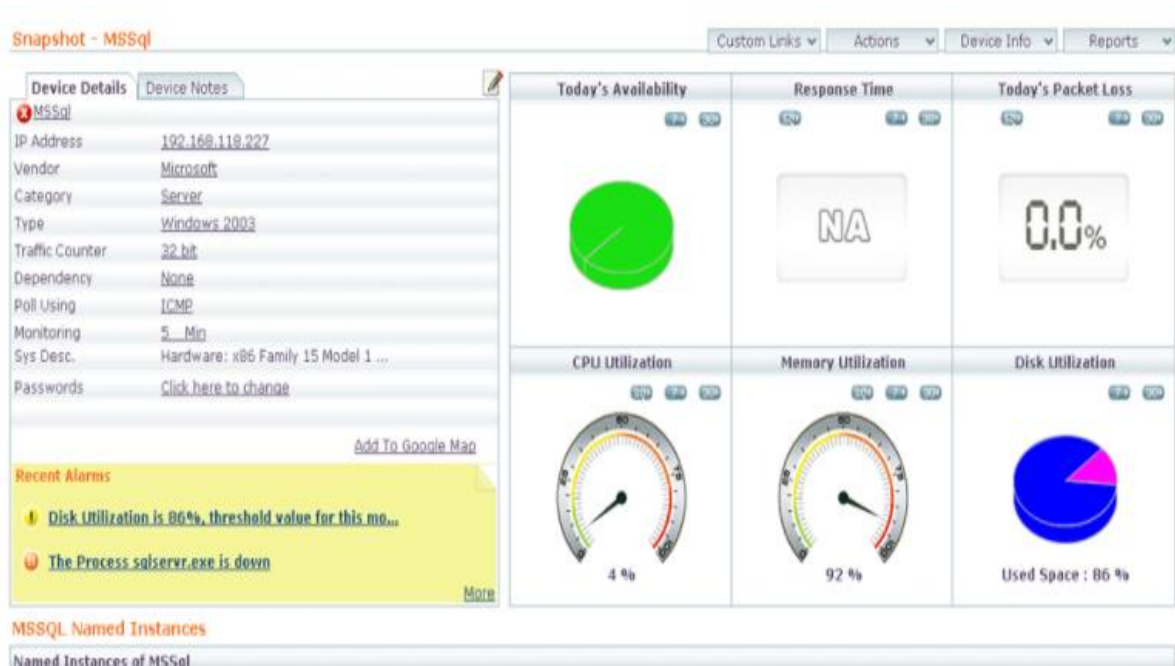 Snapshot - MSSql
Custom Links
Actions
Device Info
Reports
Device Details
Device Notes
MSSql
IP Address 192.168.118.227
Vendor Microsoft
Category Server
Type Windows 2003
Traffic Counter 32 bit
Dependency None
Poll Using ICMP
Monitoring 5 Min
Sys Desc. Hardware: x86 Family 15 Model 1 ...
Passwords Click here to change
Add To Google Map
Recent Alarms
Disk Utilization is 86%, threshold value for this mo...
The Process sqlservr.exe is down
More
Today's Availability
Response Time
Today's Packet Loss
NA
0.0%
CPU Utilization
Memory Utilization
Disk Utilization
4 %
92 %
Used Space : 86 %
MSSQL Named Instances
Named Instances of MSSql